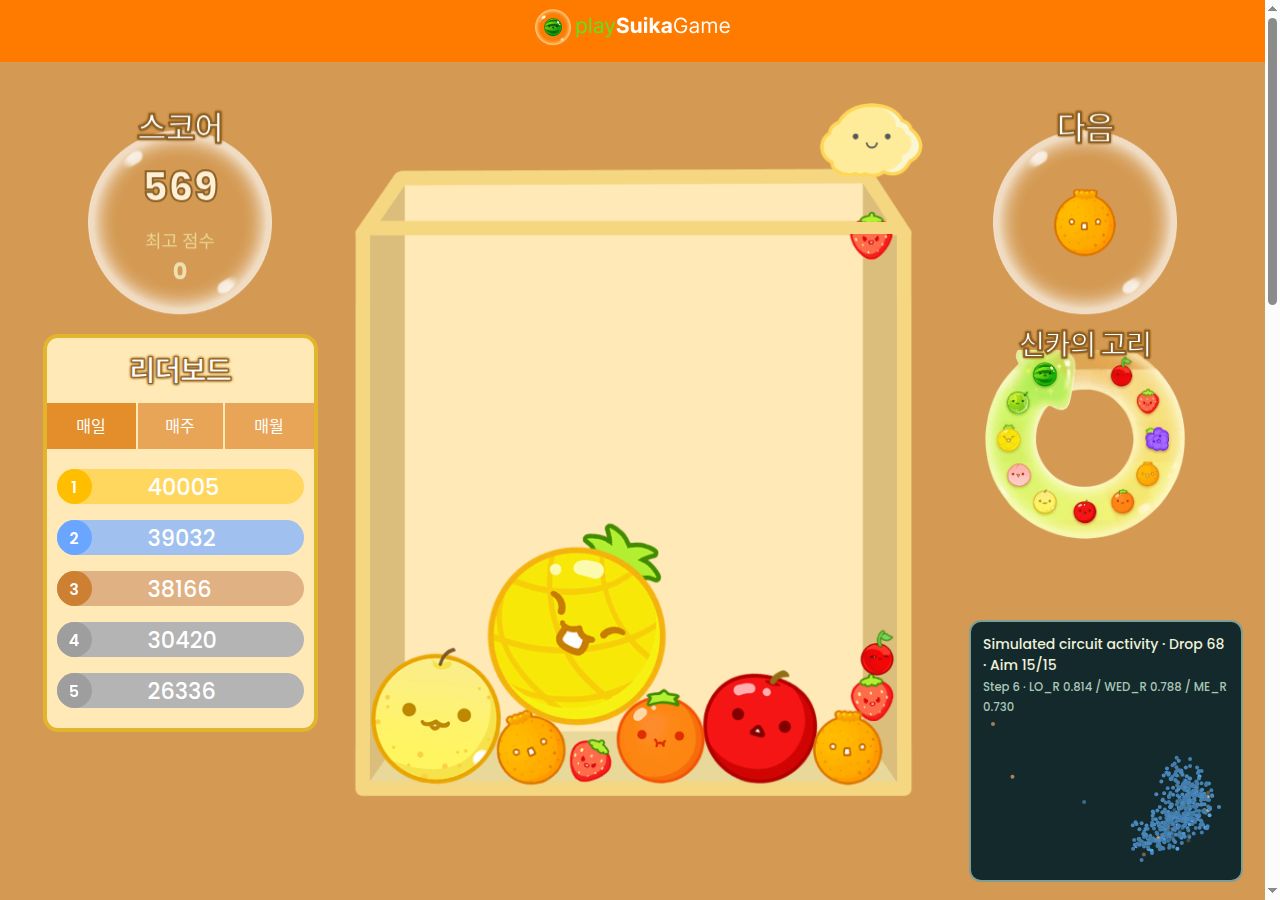 playSuikaGame
스코어
569
최고 점수
0
리더보드
매일 매주 매월
1 40005
2 39032
3 38166
4 30420
5 26336
다음
신카의 고리
Simulated circuit activity · Drop 68
· Aim 15/15
Step 6 · LO_R 0.814 / WED_R 0.788 / ME_R
0.730